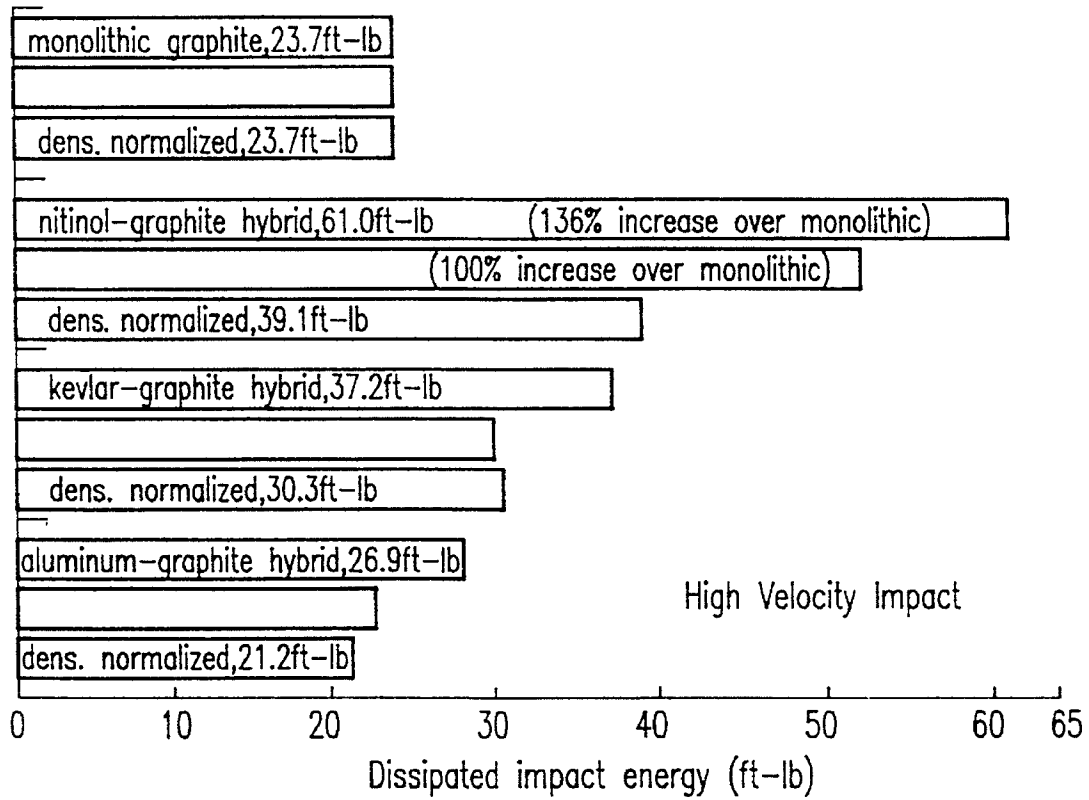 monolithic graphite,23.7ft-lb
dens. normalized,23.7ft-lb
nitinol-graphite hybrid,61.0ft-lb (136% increase over monolithic)
(100% increase over monolithic)
dens. normalized,39.1ft-lb
kevlar-graphite hybrid,37.2ft-lb
dens. normalized,30.3ft-lb
aluminum-graphite hybrid,26.9ft-lb
High Velocity Impact
dens. normalized,21.2ft-lb
0 10 20 30 40 50 60 65
Dissipated impact energy (ft-lb)